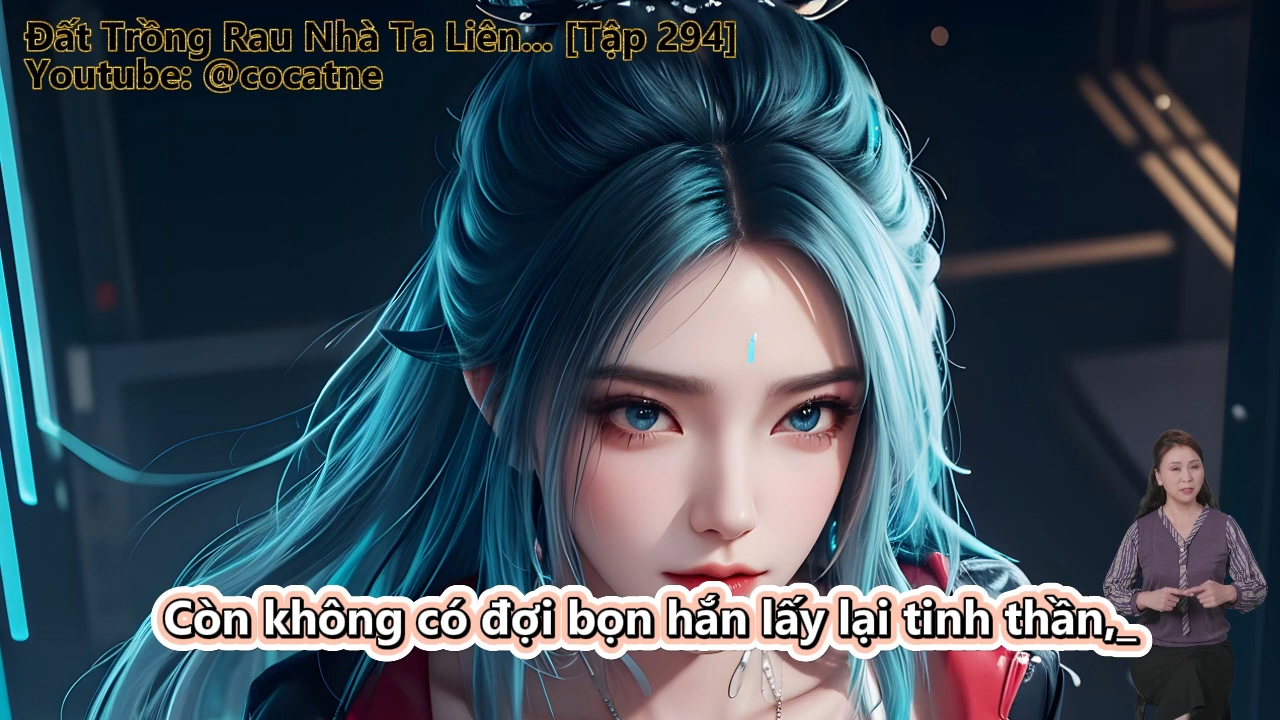 Đất Trồng Rau Nhà Ta Liên... [Tập 294]
Youtube: @cocatne
Còn không có đợi bọn hắn lấy lại tinh thần,_